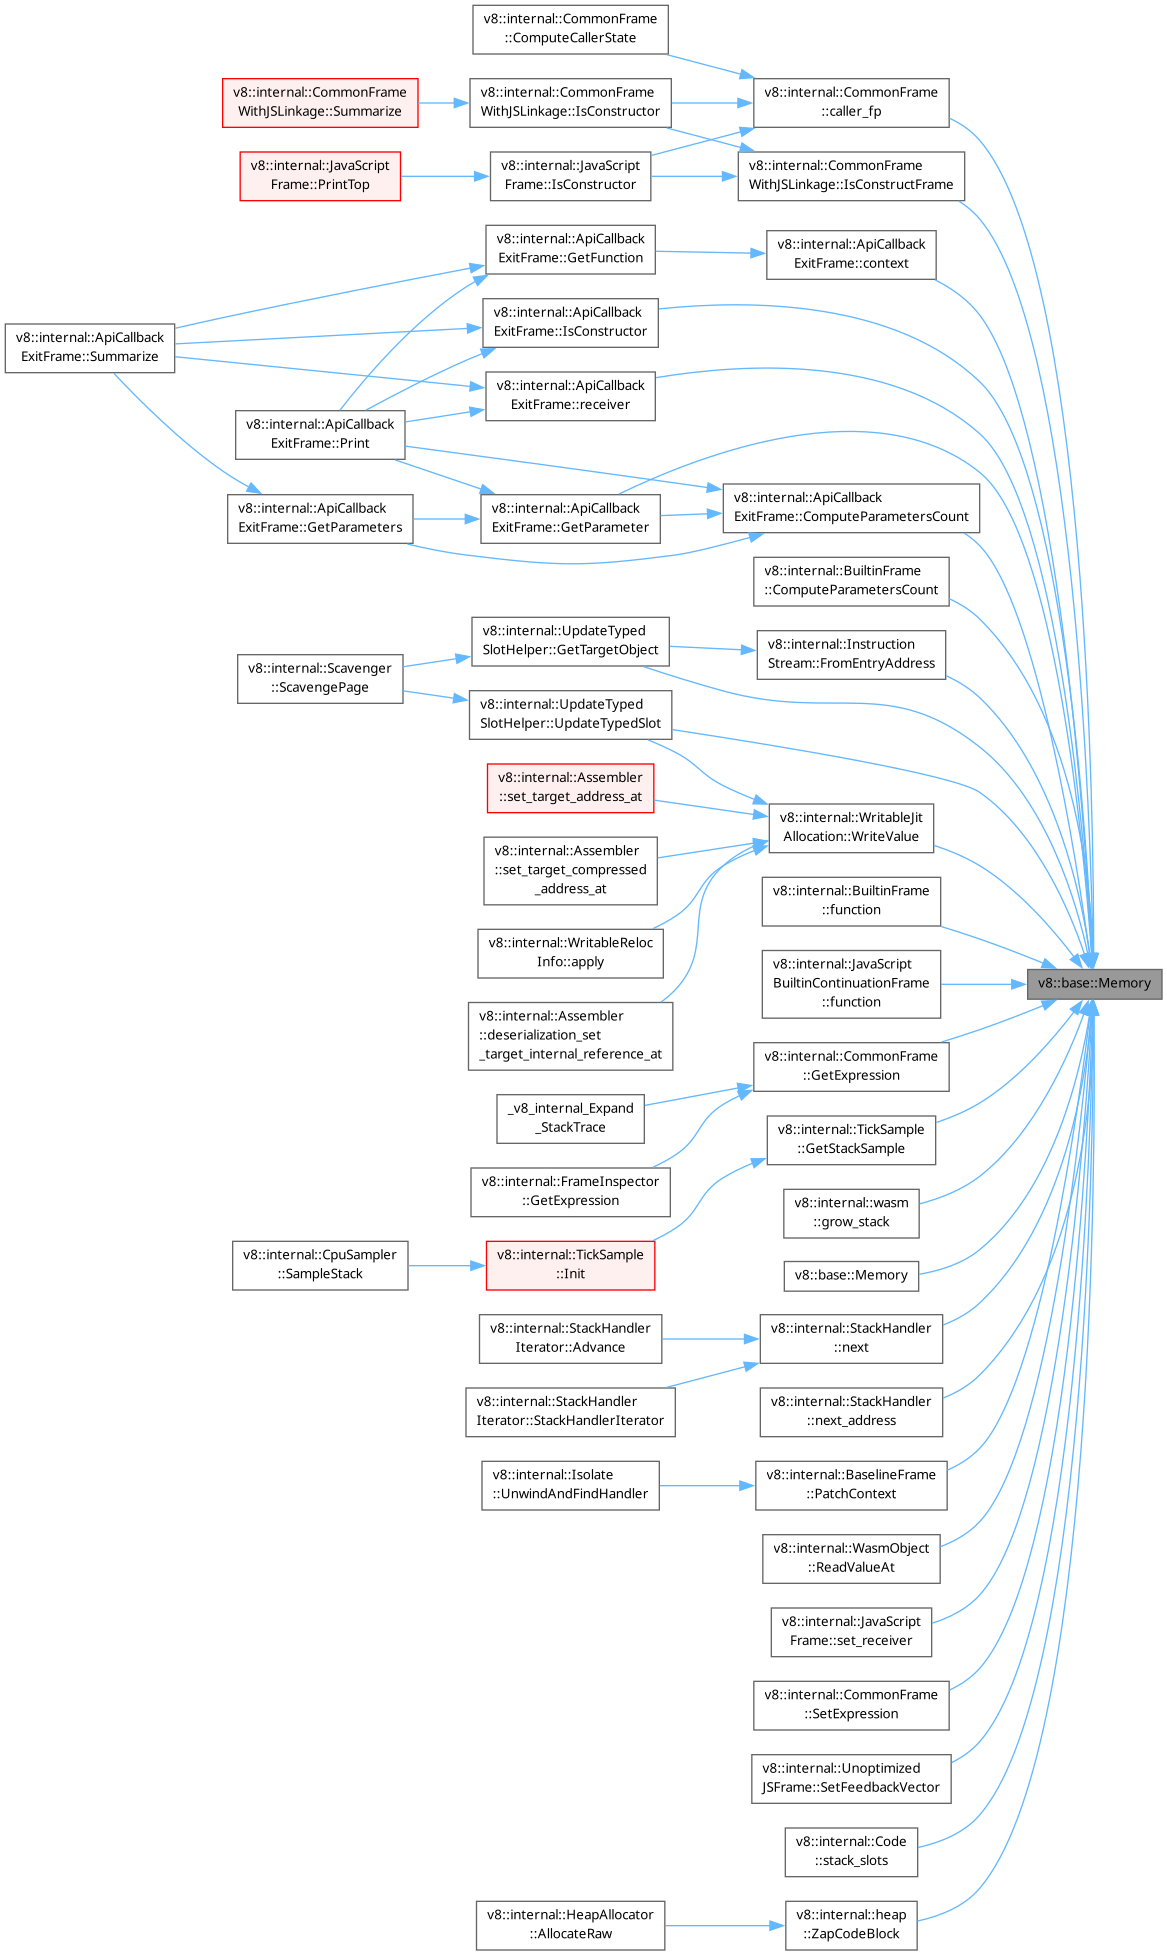 v8::internal::CommonFrame
::ComputeCallerState
v8::internal::CommonFrame
WithJSLinkage::Summarize
v8::internal::CommonFrame
WithJSLinkage::IsConstructor
v8::internal::CommonFrame
::caller_fp
v8::internal::JavaScript
Frame::PrintTop
v8::internal::JavaScript
Frame::IsConstructor
v8::internal::CommonFrame
WithJSLinkage::IsConstructFrame
v8::internal::ApiCallback
ExitFrame::GetFunction
v8::internal::ApiCallback
ExitFrame::context
v8::internal::ApiCallback
ExitFrame::IsConstructor
v8::internal::ApiCallback
ExitFrame::Summarize
v8::internal::ApiCallback
ExitFrame::receiver
v8::internal::ApiCallback
ExitFrame::Print
v8::internal::ApiCallback
ExitFrame::GetParameters
v8::internal::ApiCallback
ExitFrame::GetParameter
v8::internal::ApiCallback
ExitFrame::ComputeParametersCount
v8::internal::BuiltinFrame
::ComputeParametersCount
v8::internal::UpdateTyped
SlotHelper::GetTargetObject
v8::internal::Instruction
Stream::FromEntryAddress
v8::internal::Scavenger
::ScavengePage
v8::internal::UpdateTyped
SlotHelper::UpdateTypedSlot
v8::internal::Assembler
::set_target_address_at
v8::internal::WritableJit
Allocation::WriteValue
v8::internal::Assembler
::set_target_compressed
_address_at
v8::internal::BuiltinFrame
::function
v8::internal::WritableReloc
Info::apply
v8::internal::JavaScript
BuiltinContinuationFrame
::function
v8::base::Memory
v8::internal::Assembler
::deserialization_set
_target_internal_reference_at
v8::internal::CommonFrame
::GetExpression
_v8_internal_Expand
_StackTrace
v8::internal::TickSample
::GetStackSample
v8::internal::FrameInspector
::GetExpression
v8::internal::wasm
::grow_stack
v8::internal::CpuSampler
::SampleStack
v8::internal::TickSample
::Init
v8::base::Memory
v8::internal::StackHandler
Iterator::Advance
v8::internal::StackHandler
::next
v8::internal::StackHandler
Iterator::StackHandlerIterator
v8::internal::StackHandler
::next_address
v8::internal::Isolate
::UnwindAndFindHandler
v8::internal::BaselineFrame
::PatchContext
v8::internal::WasmObject
::ReadValueAt
v8::internal::JavaScript
Frame::set_receiver
v8::internal::CommonFrame
::SetExpression
v8::internal::Unoptimized
JSFrame::SetFeedbackVector
v8::internal::Code
::stack_slots
v8::internal::HeapAllocator
::AllocateRaw
v8::internal::heap
::ZapCodeBlock